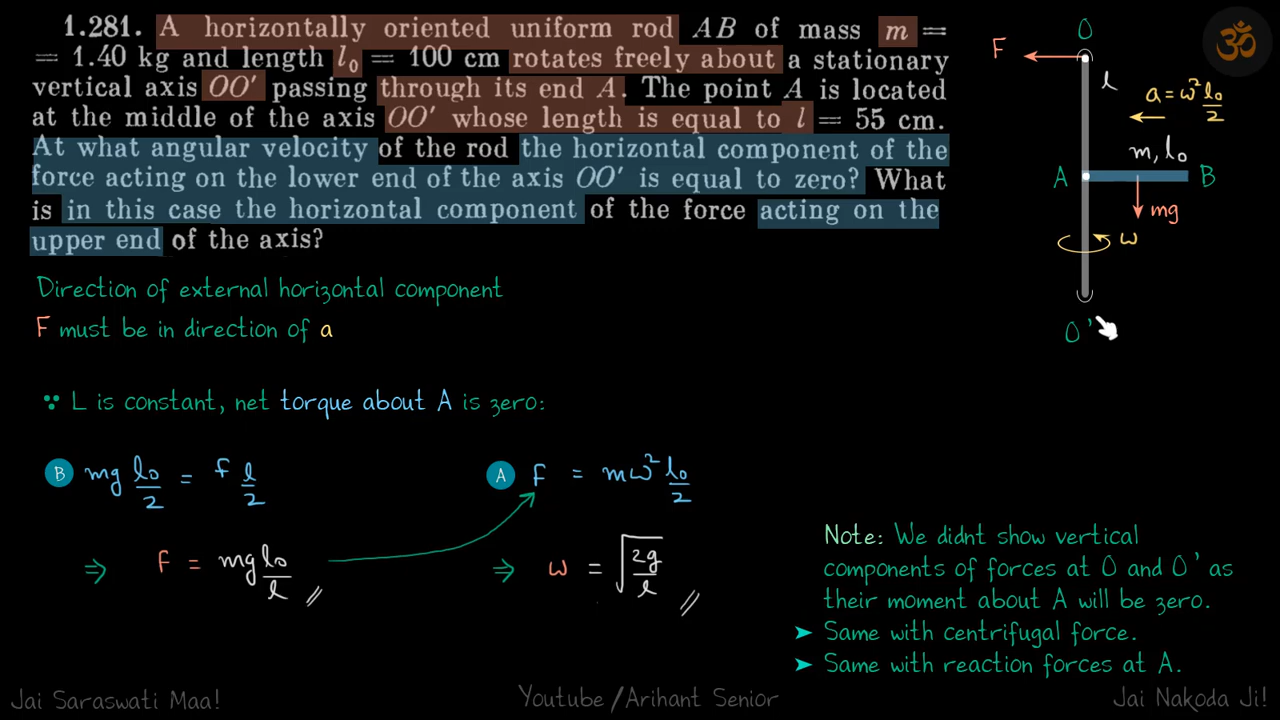 1.281. A horizontally oriented uniform rod AB of mass m =
= 1.40 kg and length l₀ = 100 cm rotates freely about a stationary
vertical axis OO' passing through its end A. The point A is located
at the middle of the axis OO' whose length is equal to l = 55 cm.
At what angular velocity of the rod the horizontal component of the
force acting on the lower end of the axis OO' is equal to zero? What
is in this case the horizontal component of the force acting on the
upper end of the axis?
ॐ
O
F
l
a = ω² l₀/2
m, l₀
A
B
mg
ω
O'
Direction of external horizontal component
F must be in direction of a
∵ L is constant, net torque about A is zero:
B mg l₀/2 = F l/2
A F = mω² l₀/2
⇒ F = mg l₀/l //
⇒ ω = √(2g/l) //
Note: We didnt show vertical
components of forces at O and O' as
their moment about A will be zero.
➤ Same with centrifugal force.
➤ Same with reaction forces at A.
Jai Saraswati Maa!
Youtube /Arihant Senior
Jai Nakoda Ji!